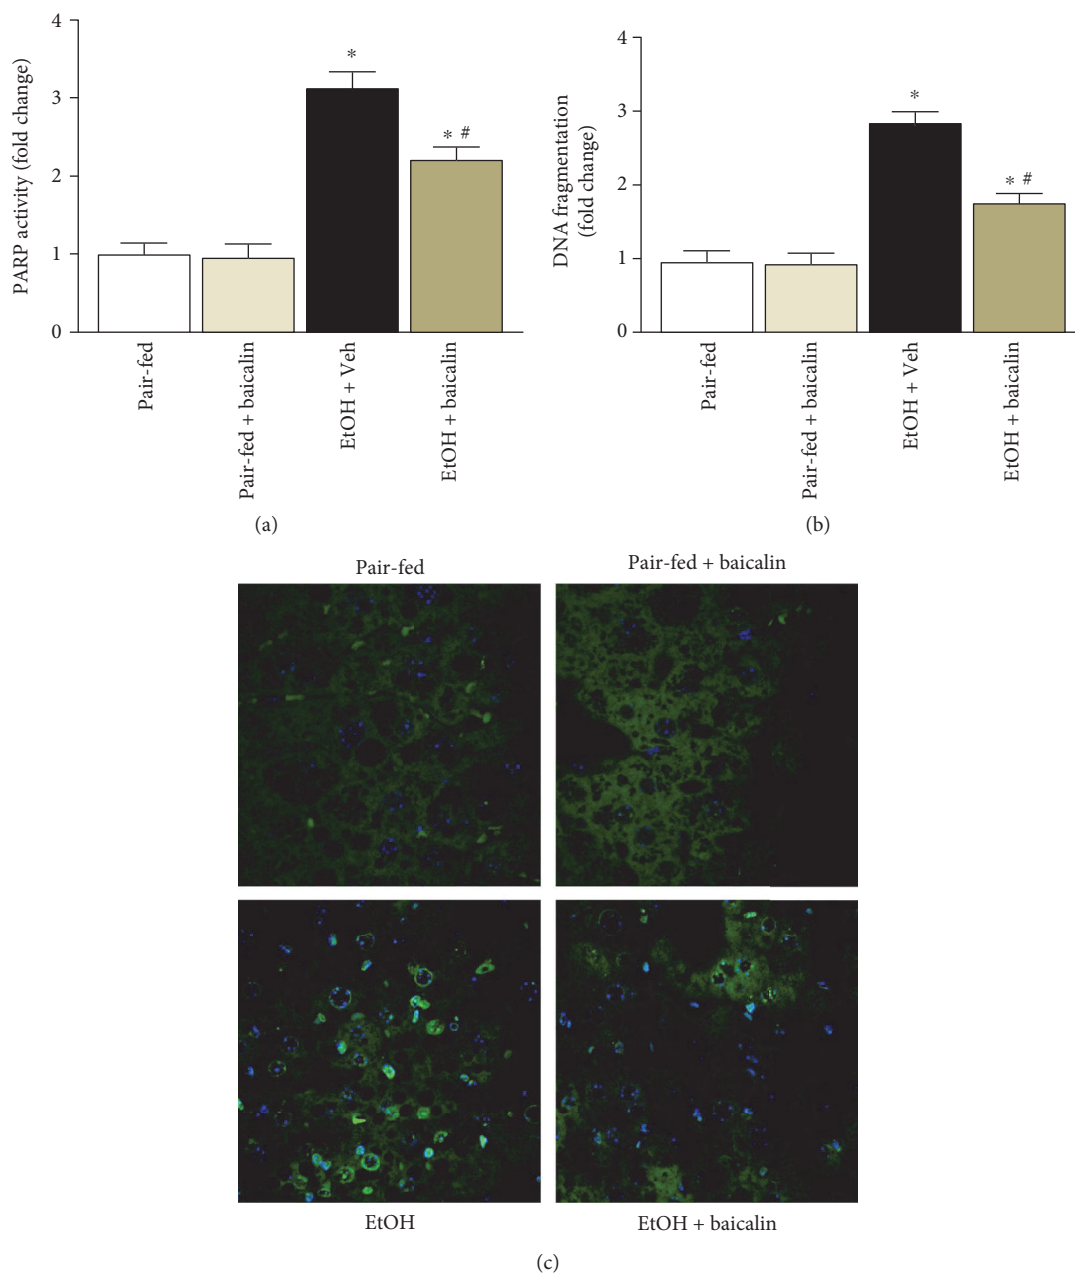 4
3
2
1
0
PARP activity (fold change)
*
* #
Pair-fed
Pair-fed + baicalin
EtOH + Veh
EtOH + baicalin
(a)
4
3
2
1
0
DNA fragmentation
(fold change)
*
* #
Pair-fed
Pair-fed + baicalin
EtOH + Veh
EtOH + baicalin
(b)
Pair-fed
Pair-fed + baicalin
EtOH
EtOH + baicalin
(c)